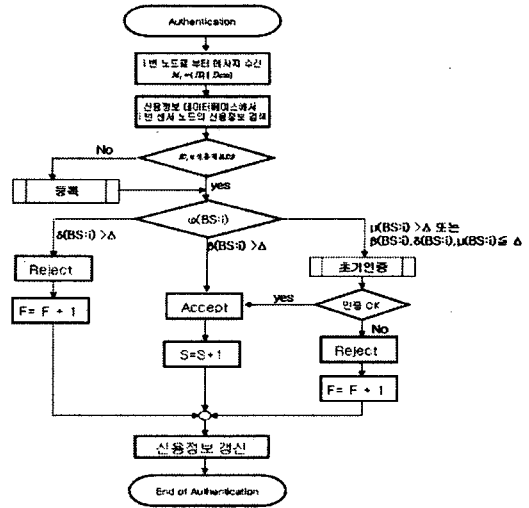 Authentication
i번 노드로 부터 메시지 수신
신용정보 데이터베이스에서
i번 센서 노드의 신용정보 검색
No
yes
등록
φ(BS:i)
δ(BS:i) >Δ
β(BS:i) >Δ
μ(BS:i) >Δ 또는
β(BS:i), δ(BS:i), μ(BS:i)≦ Δ
Reject
초기인증
F= F + 1
Accept
yes
인증 OK
No
S=S+1
Reject
F= F + 1
신용정보 갱신
End of Authentication